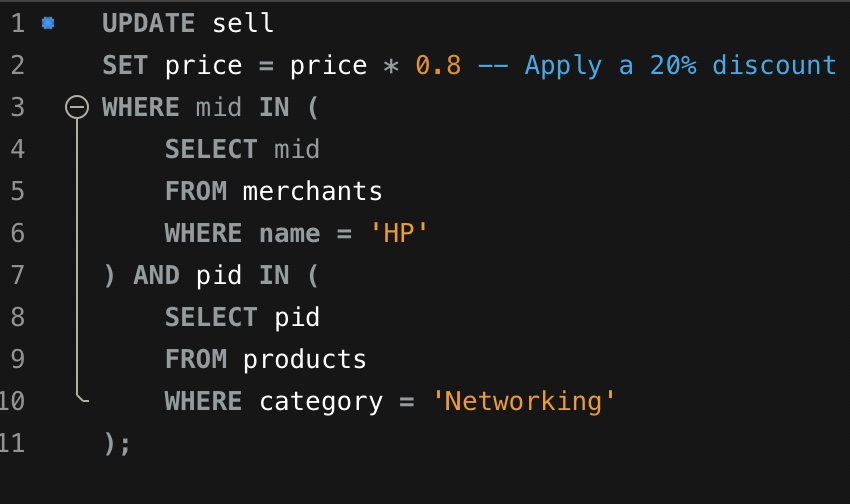 1 UPDATE sell
2 SET price = price * 0.8 -- Apply a 20% discount
3 WHERE mid IN (
4     SELECT mid
5     FROM merchants
6     WHERE name = 'HP'
7 ) AND pid IN (
8     SELECT pid
9     FROM products
10     WHERE category = 'Networking'
11 );